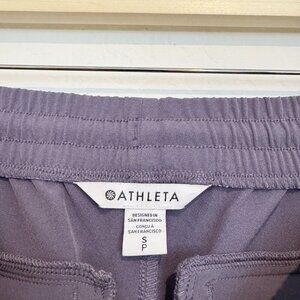 ATHLETA
DESIGNED IN
SAN FRANCISCO
CONÇU À
SAN FRANCISCO
S
P